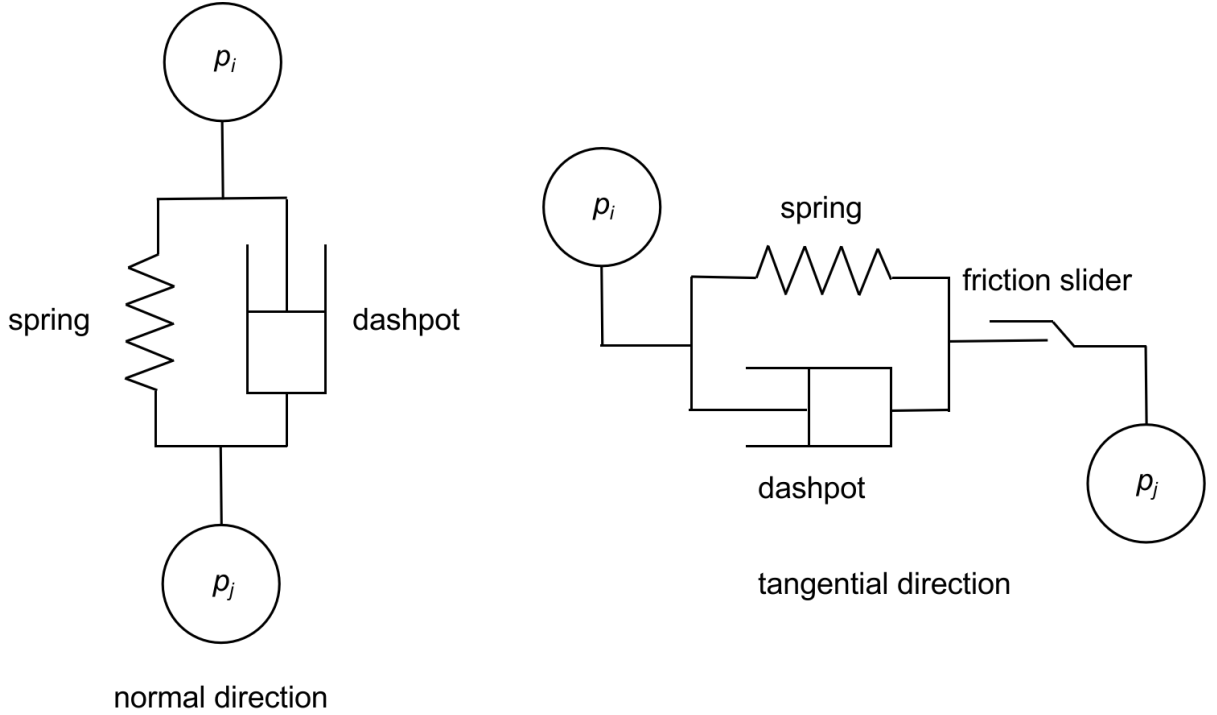 p_i
spring
dashpot
p_j
normal direction
p_i
spring
friction slider
dashpot
p_j
tangential direction